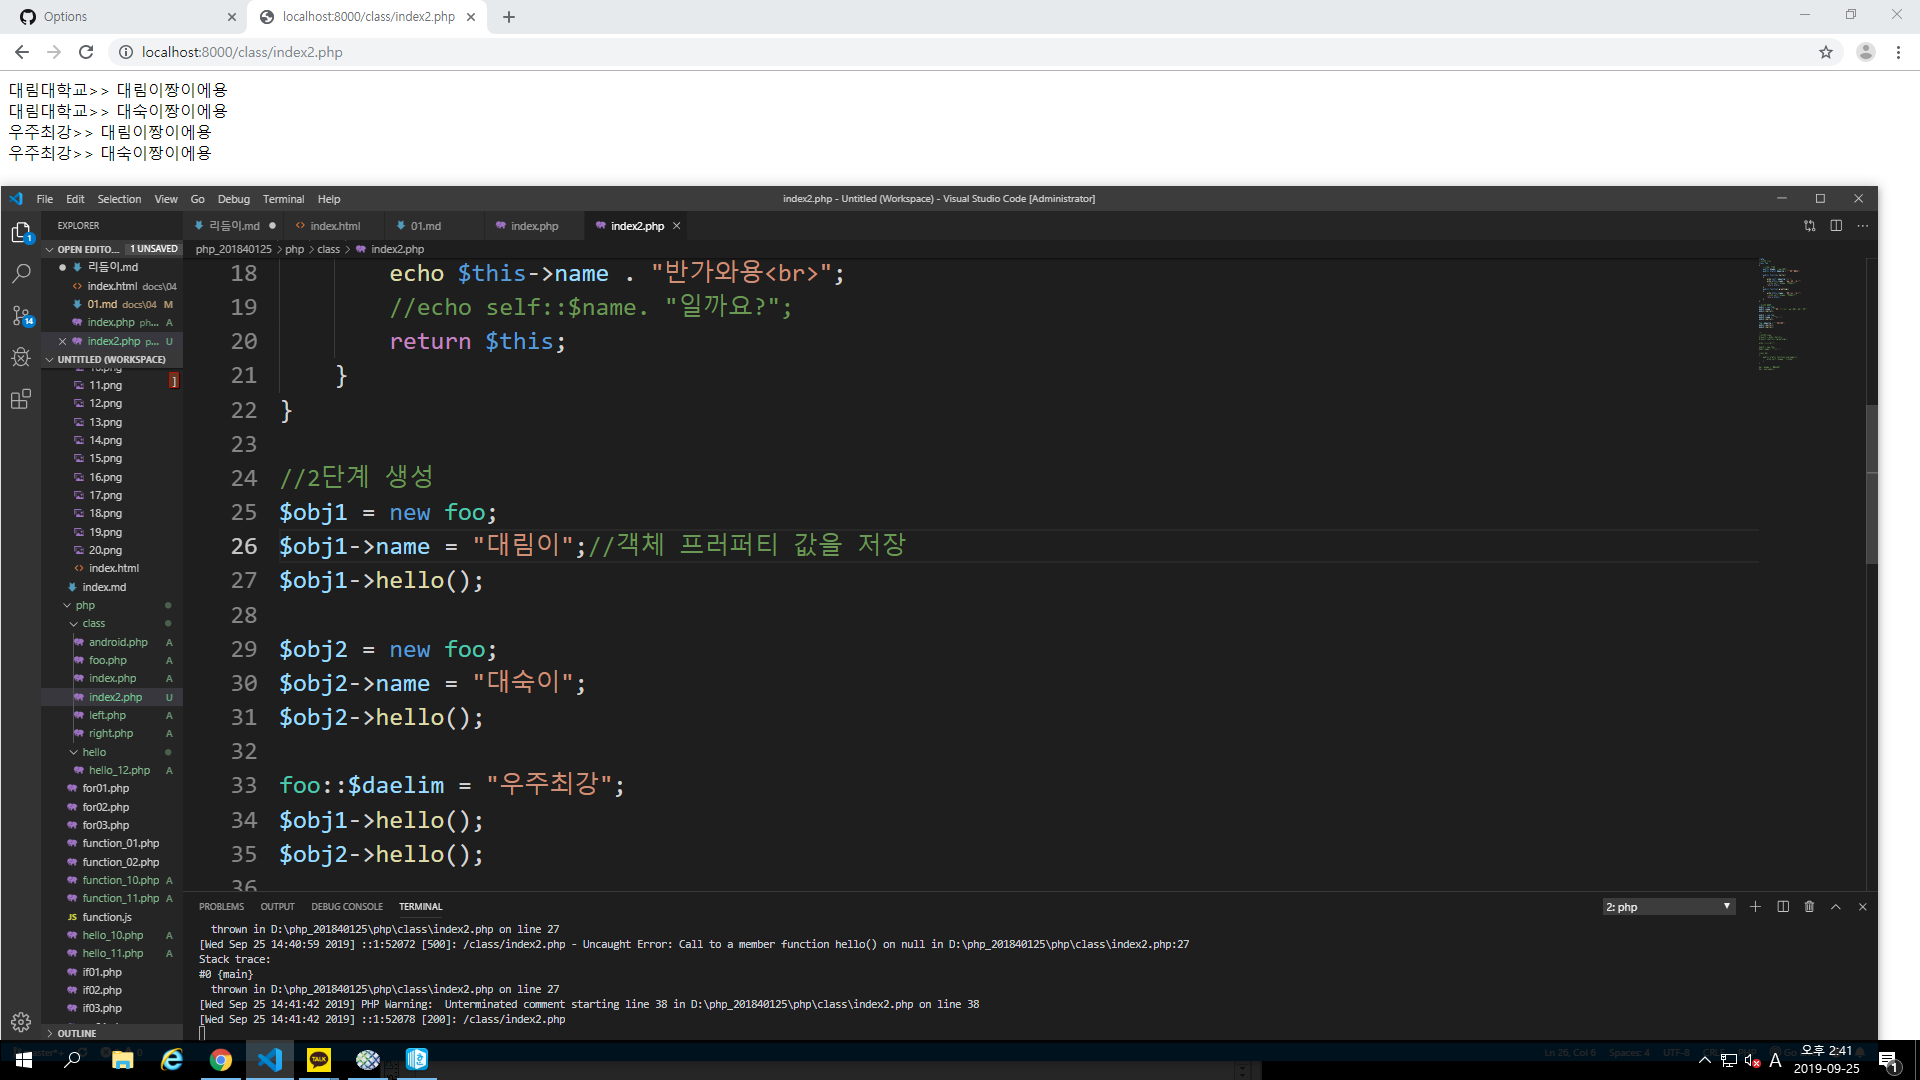 Options
localhost:8000/class/index2.php
localhost:8000/class/index2.php
대림대학교>> 대림이짱이에용
대림대학교>> 대숙이짱이에용
우주최강>> 대림이짱이에용
우주최강>> 대숙이짱이에용
File Edit Selection View Go Debug Terminal Help
index2.php - Untitled (Workspace) - Visual Studio Code [Administrator]
EXPLORER
리듬이.md
index.html
01.md
index.php
index2.php
OPEN EDITO... 1 UNSAVED
php_201840125 > php > class > index2.php
리듬이.md
index.html docs\04
01.md docs\04 M
index.php ph... A
index2.php p... U
UNTITLED (WORKSPACE)
11.png
12.png
13.png
14.png
15.png
16.png
17.png
18.png
19.png
20.png
index.html
index.md
php
class
android.php A
foo.php A
index.php A
index2.php U
left.php A
right.php A
hello
hello_12.php A
for01.php
for02.php
for03.php
function_01.php
function_02.php
function_10.php A
function_11.php A
function.js
hello_10.php A
hello_11.php A
if01.php
if02.php
if03.php
OUTLINE
18 echo $this->name . "반가와용<br>";
19 //echo self::$name. "일까요?";
20 return $this;
21 }
22 }
23
24 //2단계 생성
25 $obj1 = new foo;
26 $obj1->name = "대림이";//객체 프러퍼티 값을 저장
27 $obj1->hello();
28
29 $obj2 = new foo;
30 $obj2->name = "대숙이";
31 $obj2->hello();
32
33 foo::$daelim = "우주최강";
34 $obj1->hello();
35 $obj2->hello();
36
PROBLEMS OUTPUT DEBUG CONSOLE TERMINAL
2: php
thrown in D:\php_201840125\php\class\index2.php on line 27
[Wed Sep 25 14:40:59 2019] ::1:52072 [500]: /class/index2.php - Uncaught Error: Call to a member function hello() on null in D:\php_201840125\php\class\index2.php:27
Stack trace:
#0 {main}
thrown in D:\php_201840125\php\class\index2.php on line 27
[Wed Sep 25 14:41:42 2019] PHP Warning:  Unterminated comment starting line 38 in D:\php_201840125\php\class\index2.php on line 38
[Wed Sep 25 14:41:42 2019] ::1:52078 [200]: /class/index2.php
Ln 26, Col 6 Spaces: 4 UTF-8
TALK
A
오후 2:41
2019-09-25
1